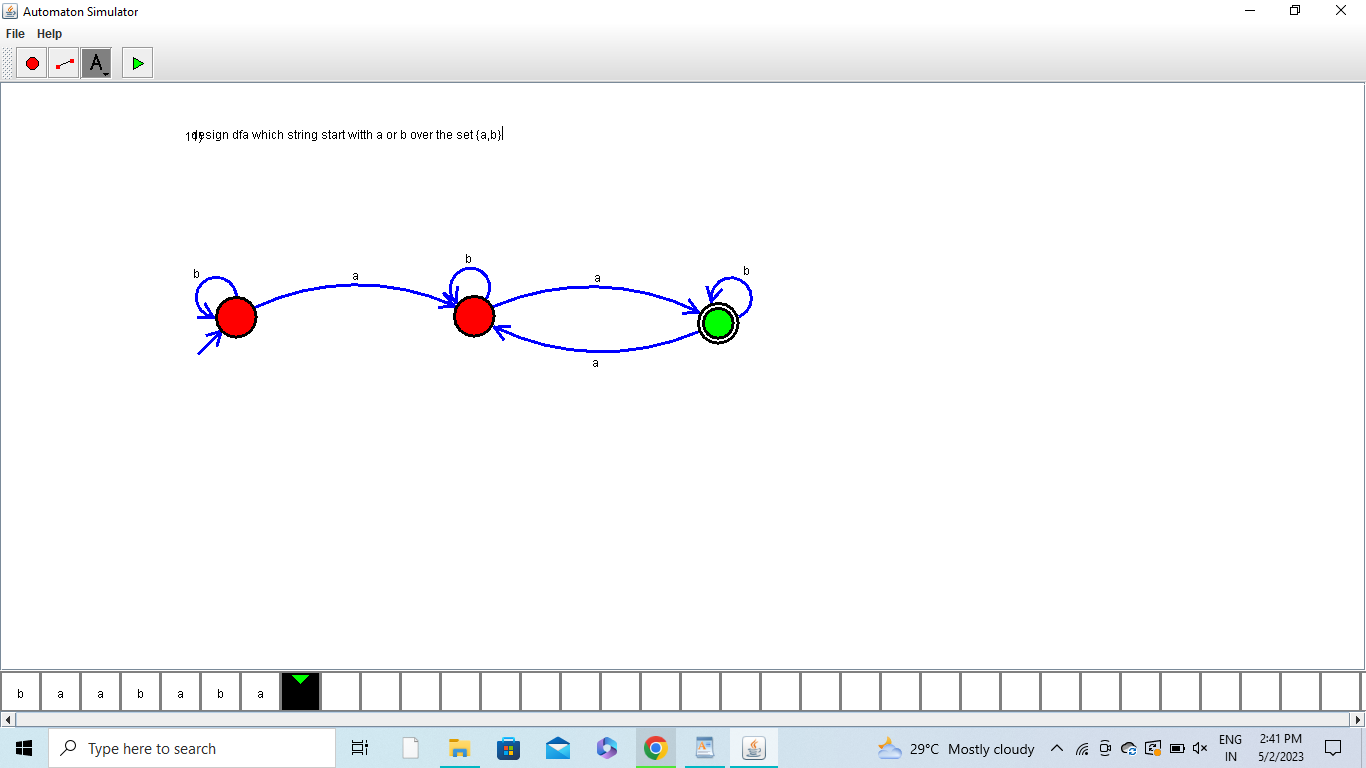 Automaton Simulator
File Help
A
11) design dfa which string start witth a or b over the set {a,b}
b a b a b
a
b a a b a b a
Type here to search
29°C Mostly cloudy
ENG
IN
2:41 PM
5/2/2023